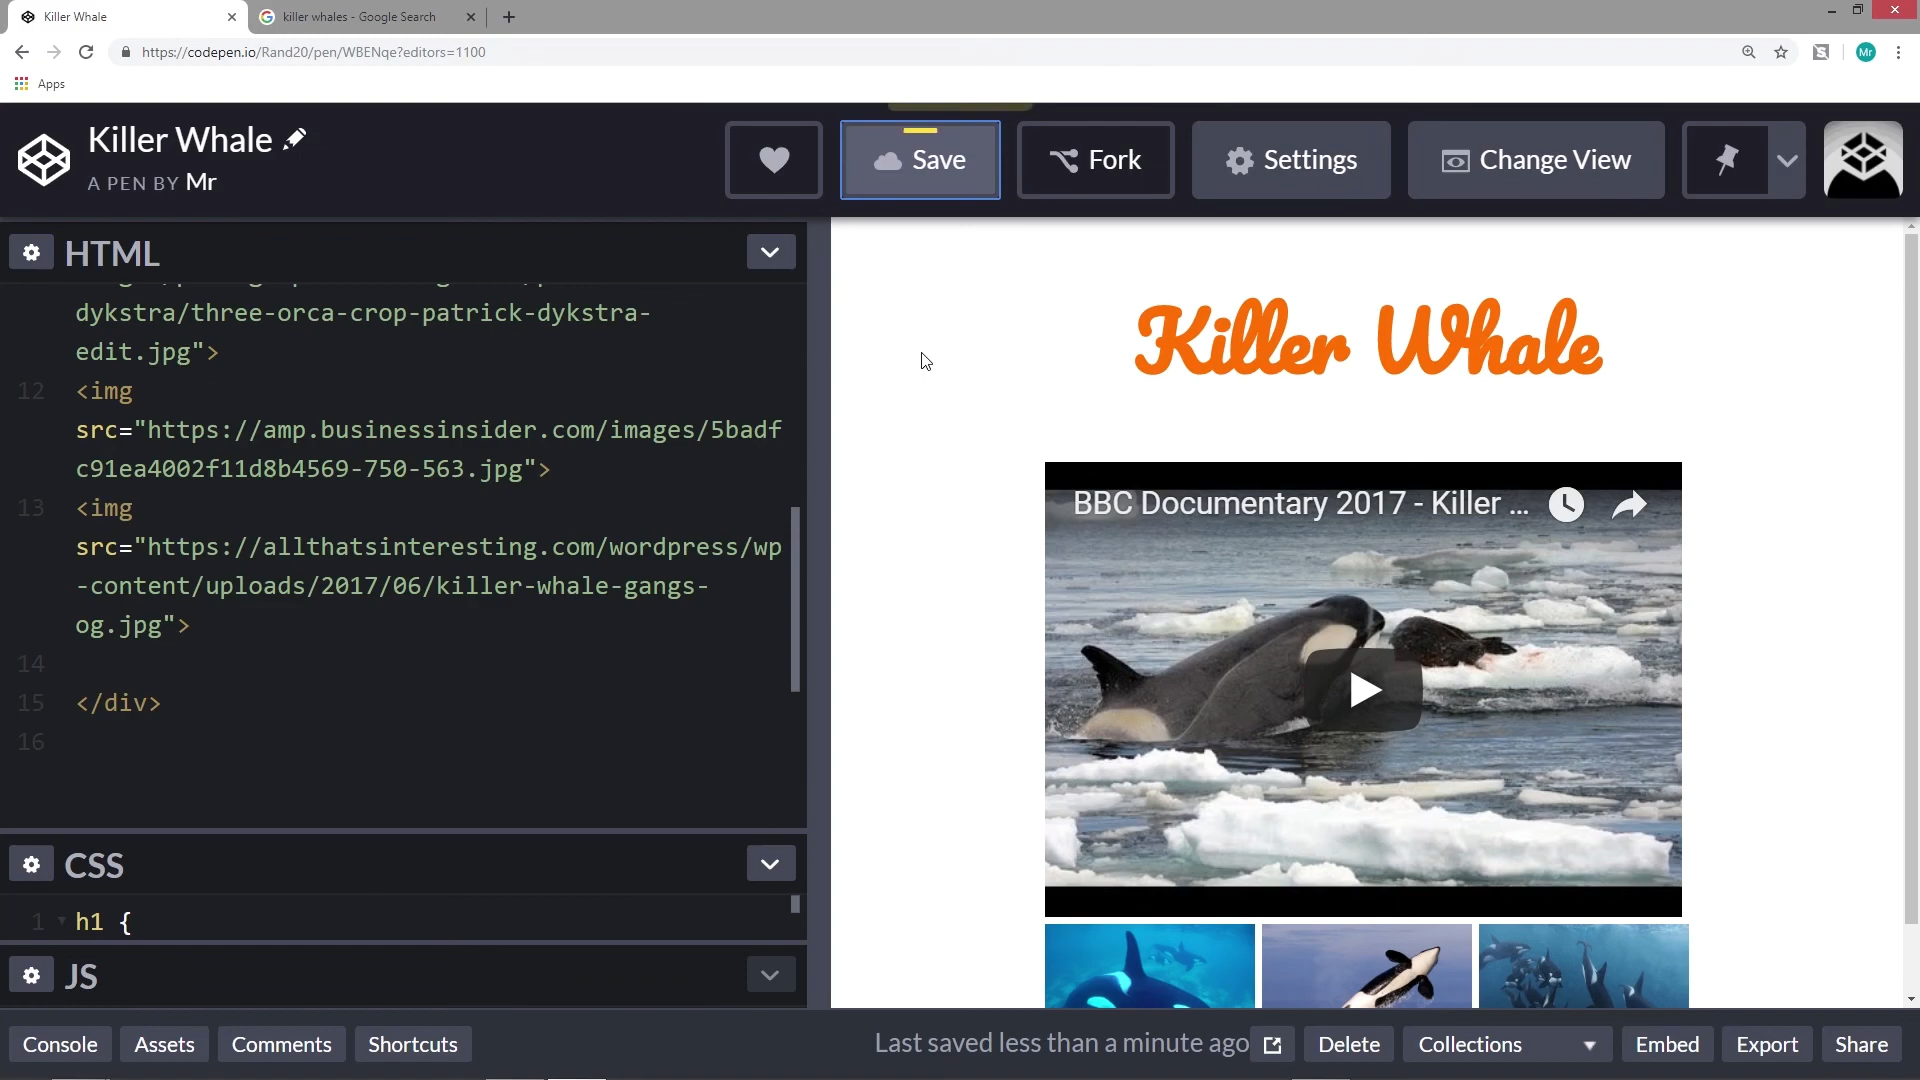 Killer Whale
killer whales - Google Search
https://codepen.io/Rand20/pen/WBENqe?editors=1100
Mr
Apps
Killer Whale
A PEN BY Mr
Save
Fork
Settings
Change View
HTML
dykstra/three-orca-crop-patrick-dykstra-
edit.jpg">
12 <img
src="https://amp.businessinsider.com/images/5badf
c91ea4002f11d8b4569-750-563.jpg">
13 <img
src="https://allthatsinteresting.com/wordpress/wp
-content/uploads/2017/06/killer-whale-gangs-
og.jpg">
14
15 </div>
16
CSS
1 h1 {
JS
Killer Whale
BBC Documentary 2017 - Killer ...
Console
Assets
Comments
Shortcuts
Last saved less than a minute ago
Delete
Collections
Embed
Export
Share